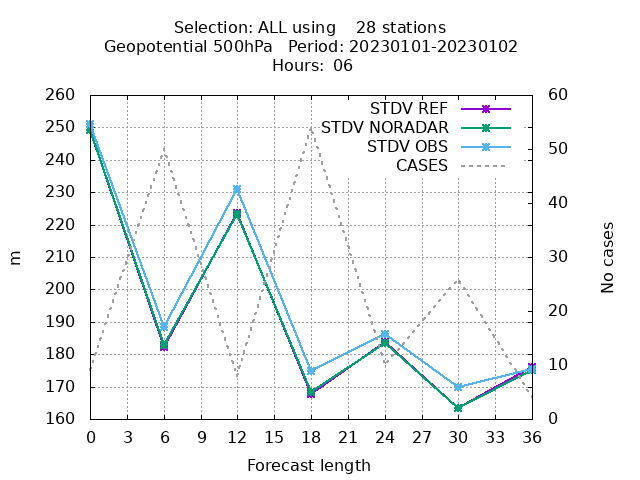 Selection: ALL using    28 stations
Geopotential 500hPa   Period: 20230101-20230102
Hours:  06
STDV REF
STDV NORADAR
STDV OBS
CASES
260
250
240
230
220
210
200
190
180
170
160
m
60
50
40
30
20
10
0
No cases
0 3 6 9 12 15 18 21 24 27 30 33 36
Forecast length